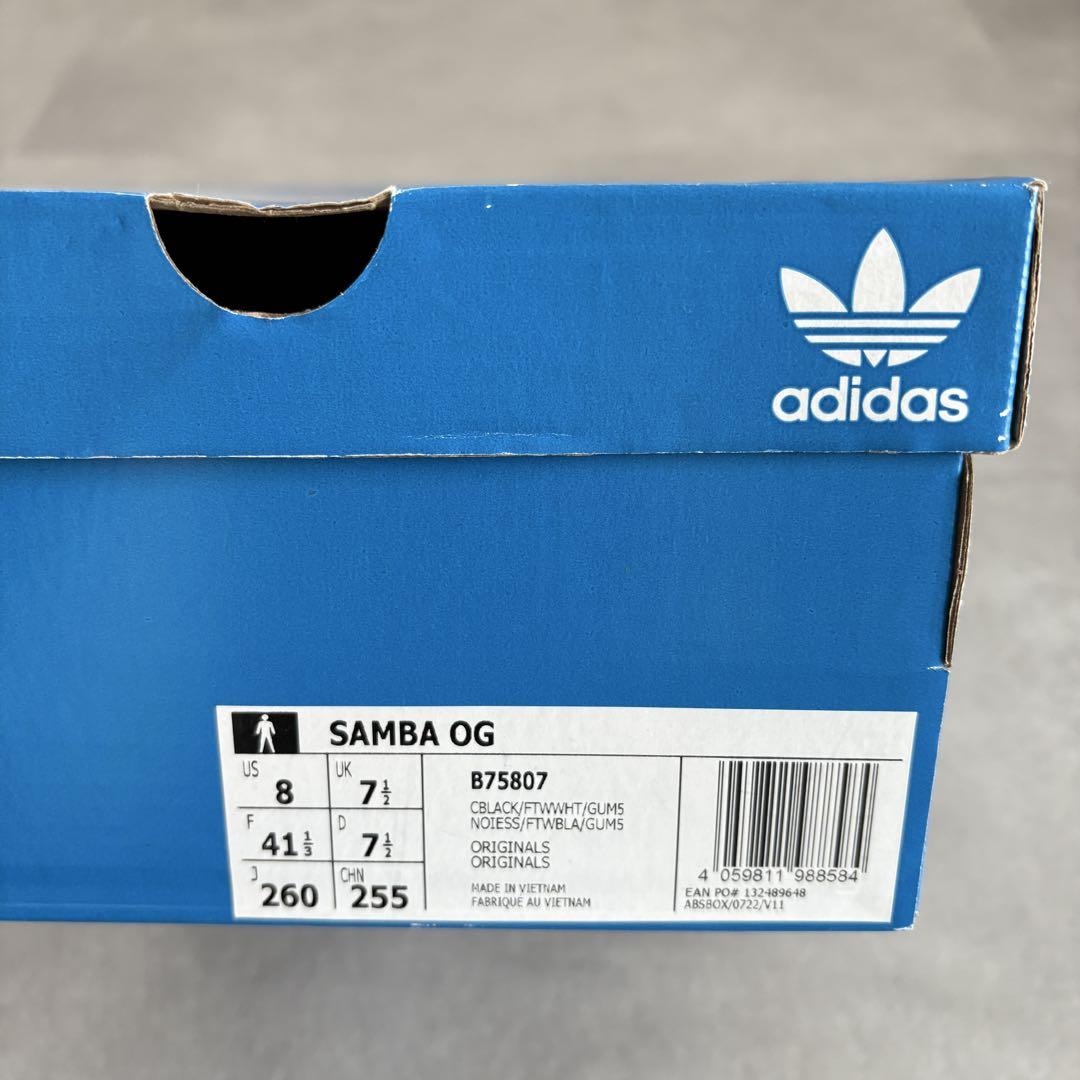 adidas
SAMBA OG
US 8 UK 7½
F 41⅓ D 7½
J 260 CHN 255
B75807
CBLACK/FTWWHT/GUM5
NOIESS/FTWBLA/GUM5
ORIGINALS
ORIGINALS
MADE IN VIETNAM
FABRIQUE AU VIETNAM
4 059811 988584
EAN PO# 132489648
ABSBOX/0722/V11